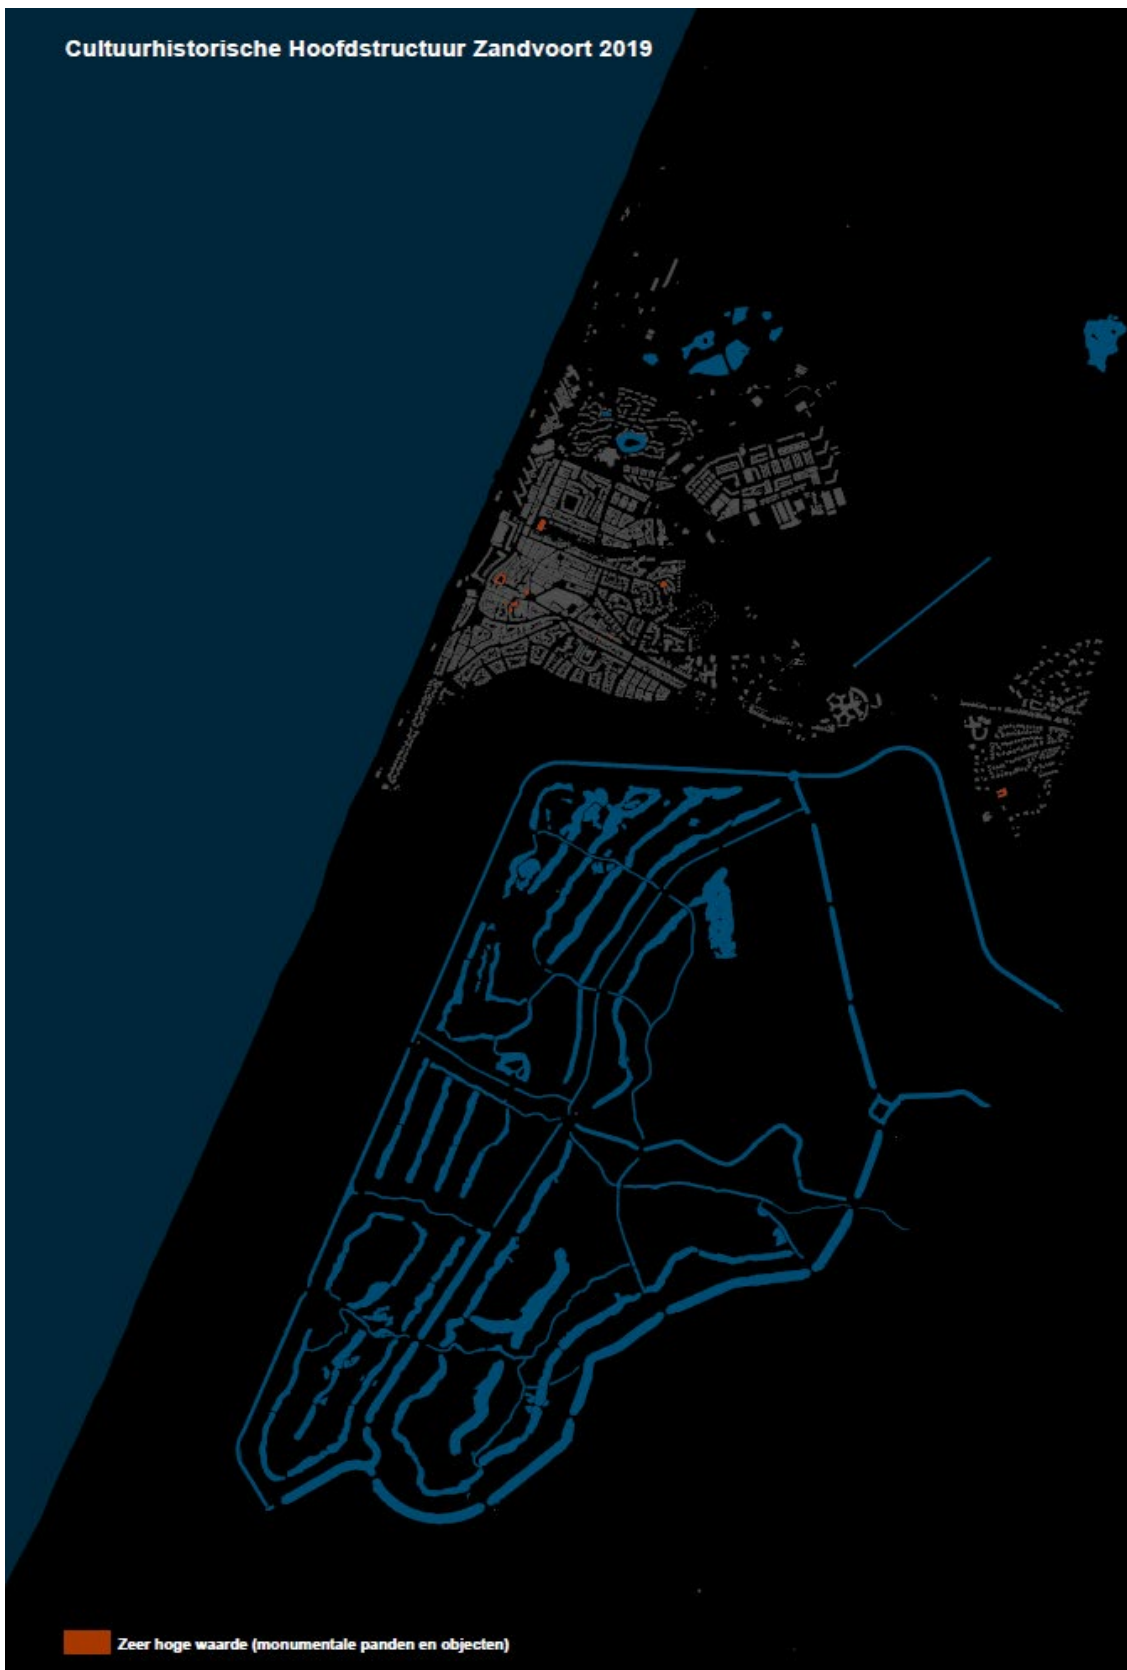 Cultuurhistorische Hoofdstructuur Zandvoort 2019
Zeer hoge waarde (monumentale panden en objecten)